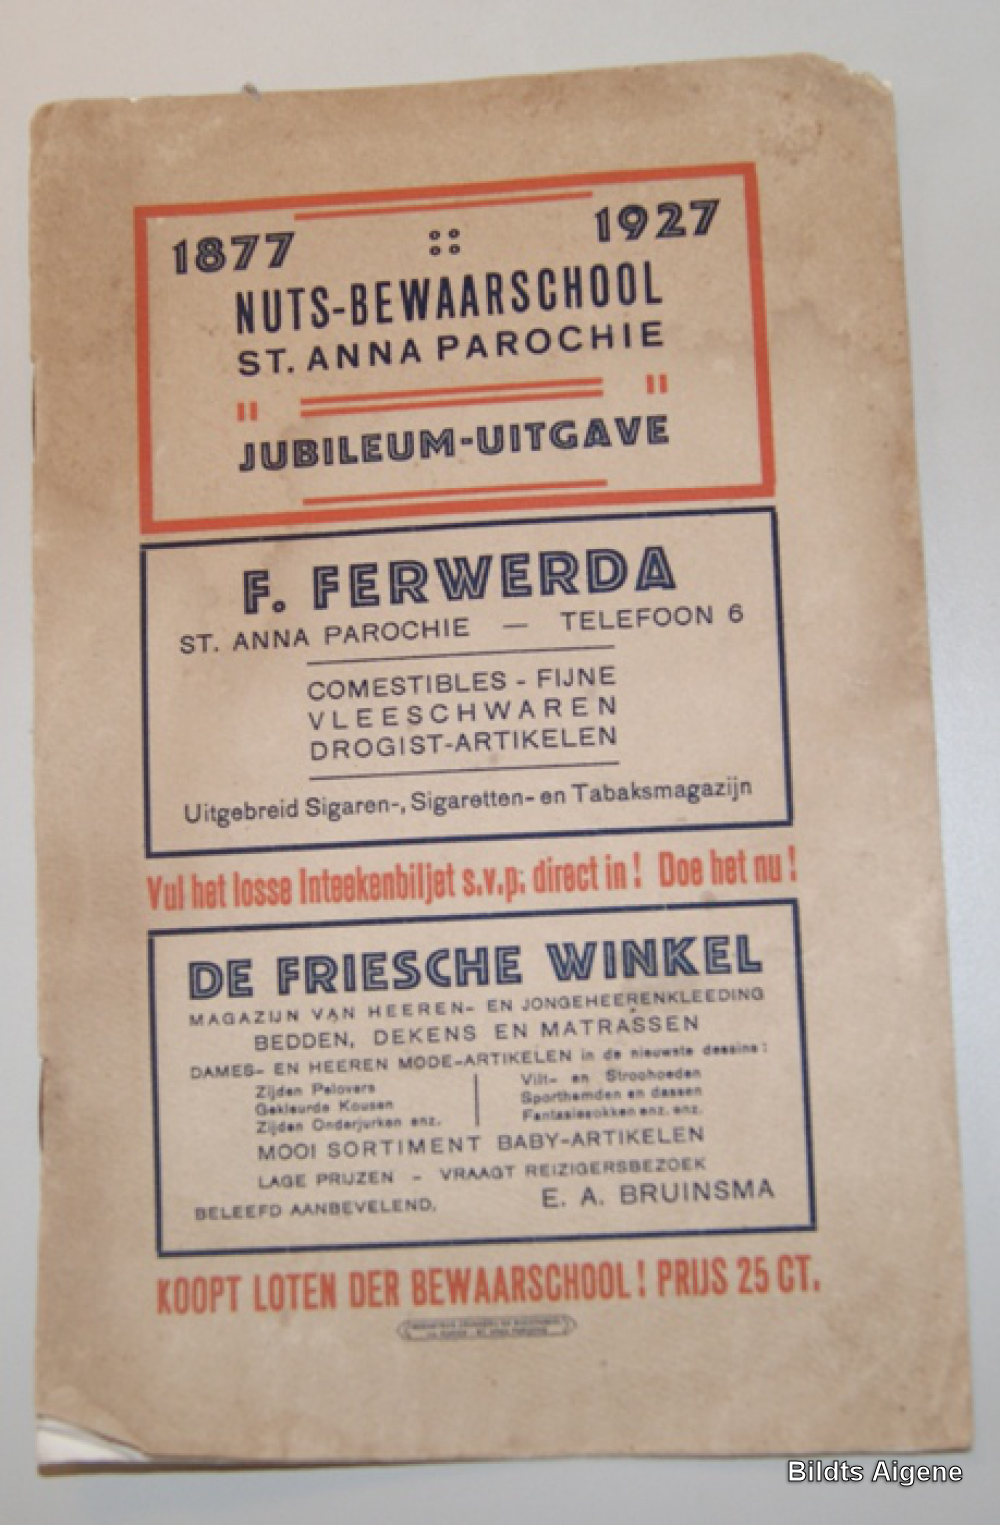 1877 :: 1927
NUTS-BEWAARSCHOOL
ST. ANNA PAROCHIE
JUBILEUM-UITGAVE
F. FERWERDA
ST. ANNA PAROCHIE — TELEFOON 6
COMESTIBLES - FIJNE
VLEESCHWAREN
DROGIST-ARTIKELEN
Uitgebreid Sigaren-, Sigaretten- en Tabaksmagazijn
Vul het losse Inteekenbiljet s.v.p. direct in! Doe het nu!
DE FRIESCHE WINKEL
MAGAZIJN VAN HEEREN- EN JONGEHEERENKLEEDING
BEDDEN, DEKENS EN MATRASSEN
DAMES- EN HEEREN MODE-ARTIKELEN in de nieuwste dessins:
Zijden Pelovers
Gekleurde Kousen
Zijden Onderjurken enz.
Vilt- en Stroohoeden
Sporthemden en dassen
Fantasiesokken enz. enz.
MOOI SORTIMENT BABY-ARTIKELEN
LAGE PRIJZEN - VRAAGT REIZIGERSBEZOEK
BELEEFD AANBEVELEND, E. A. BRUINSMA
KOOPT LOTEN DER BEWAARSCHOOL! PRIJS 25 CT.
Bildts Aigene